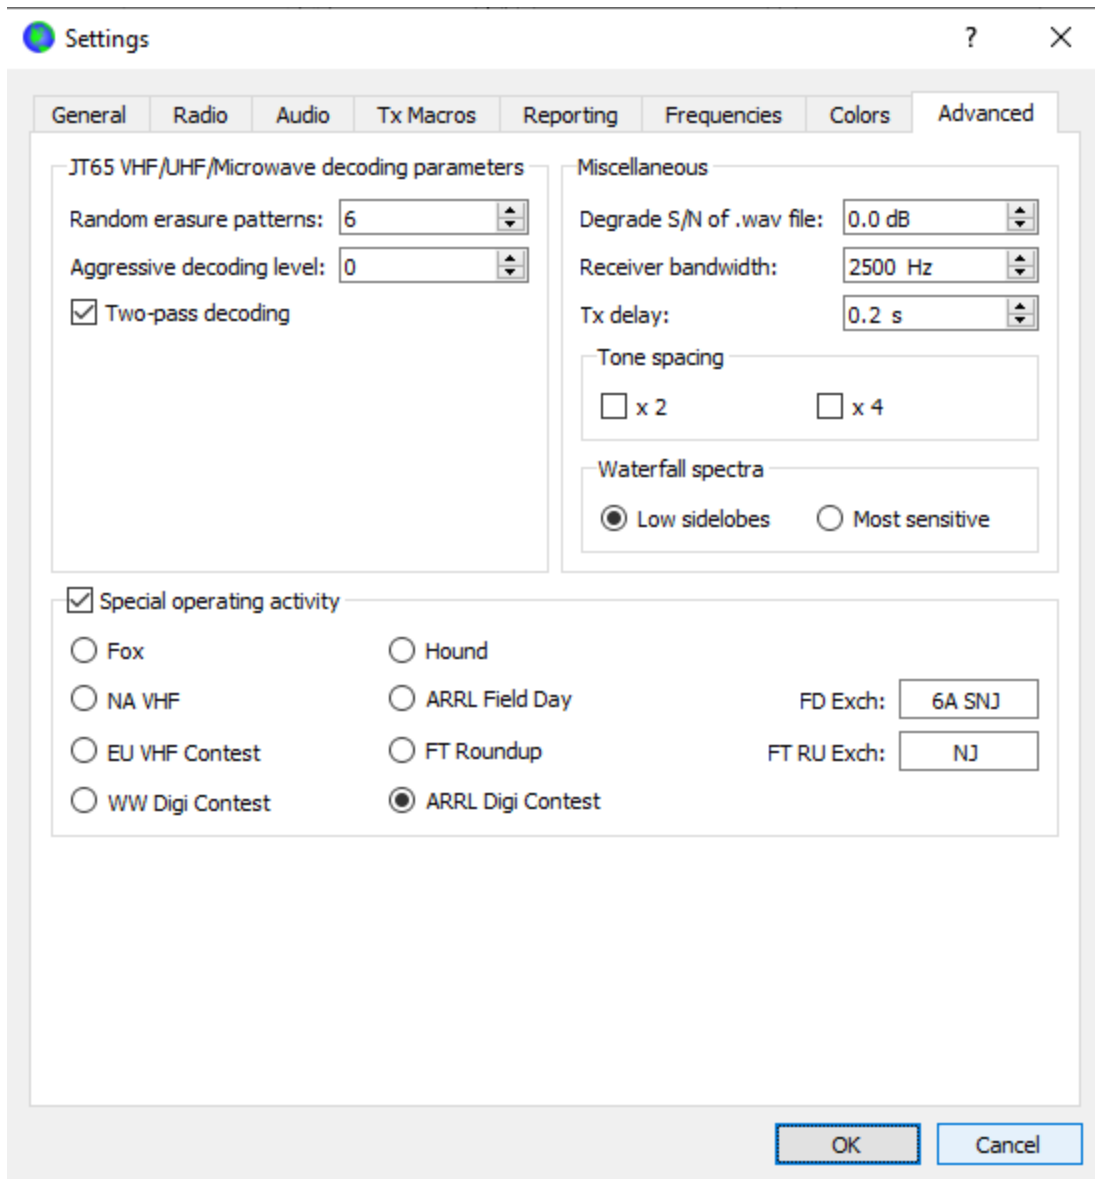 Settings
?
General Radio Audio Tx Macros Reporting Frequencies Colors Advanced
JT65 VHF/UHF/Microwave decoding parameters
Random erasure patterns: 6
Aggressive decoding level: 0
Two-pass decoding
Miscellaneous
Degrade S/N of .wav file: 0.0 dB
Receiver bandwidth: 2500 Hz
Tx delay: 0.2 s
Tone spacing
x 2 x 4
Waterfall spectra
Low sidelobes Most sensitive
Special operating activity
Fox Hound
NA VHF ARRL Field Day FD Exch: 6A SNJ
EU VHF Contest FT Roundup FT RU Exch: NJ
WW Digi Contest ARRL Digi Contest
OK Cancel